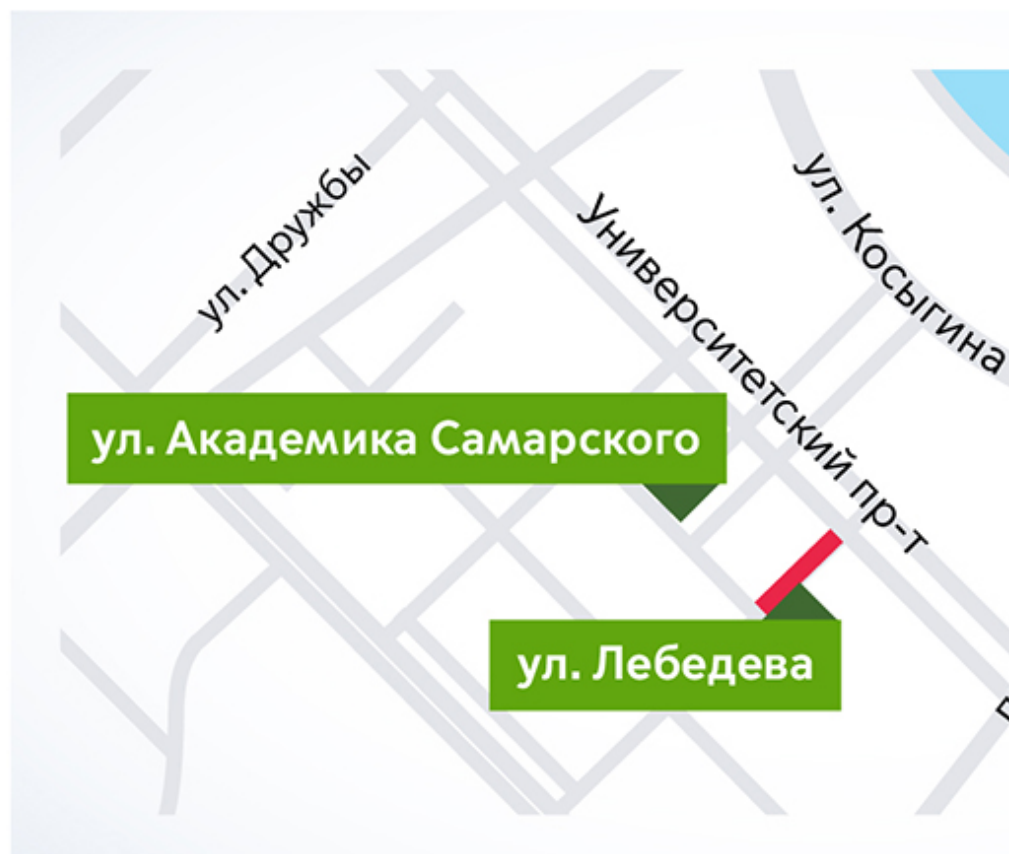 ул. Дружбы
Университетский пр-т
ул. Косыгина
ул. Академика Самарского
ул. Лебедева